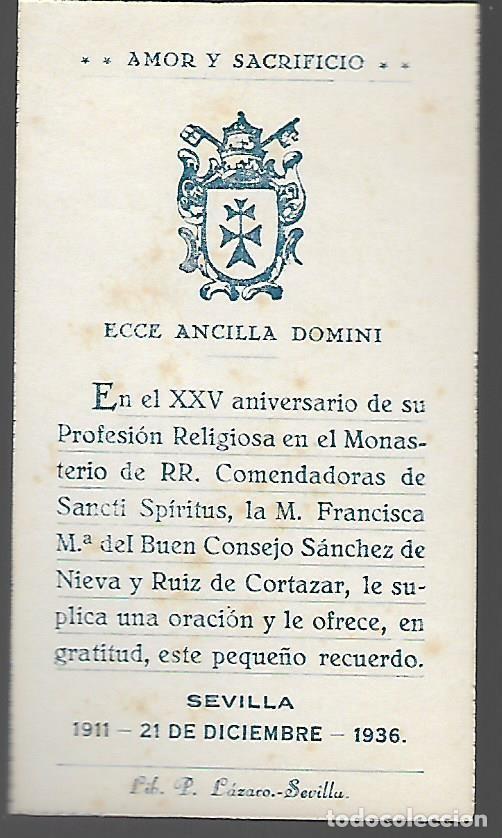 * * AMOR Y SACRIFICIO * *
ECCE ANCILLA DOMINI
En el XXV aniversario de su
Profesión Religiosa en el Monas-
terio de RR. Comendadoras de
Sancti Spíritus, la M. Francisca
M.ª del Buen Consejo Sánchez de
Nieva y Ruiz de Cortazar, le su-
plica una oración y le ofrece, en
gratitud, este pequeño recuerdo.
SEVILLA
1911 - 21 DE DICIEMBRE - 1936.
Lib. P. Lázaro.-Sevilla.
todocoleccion